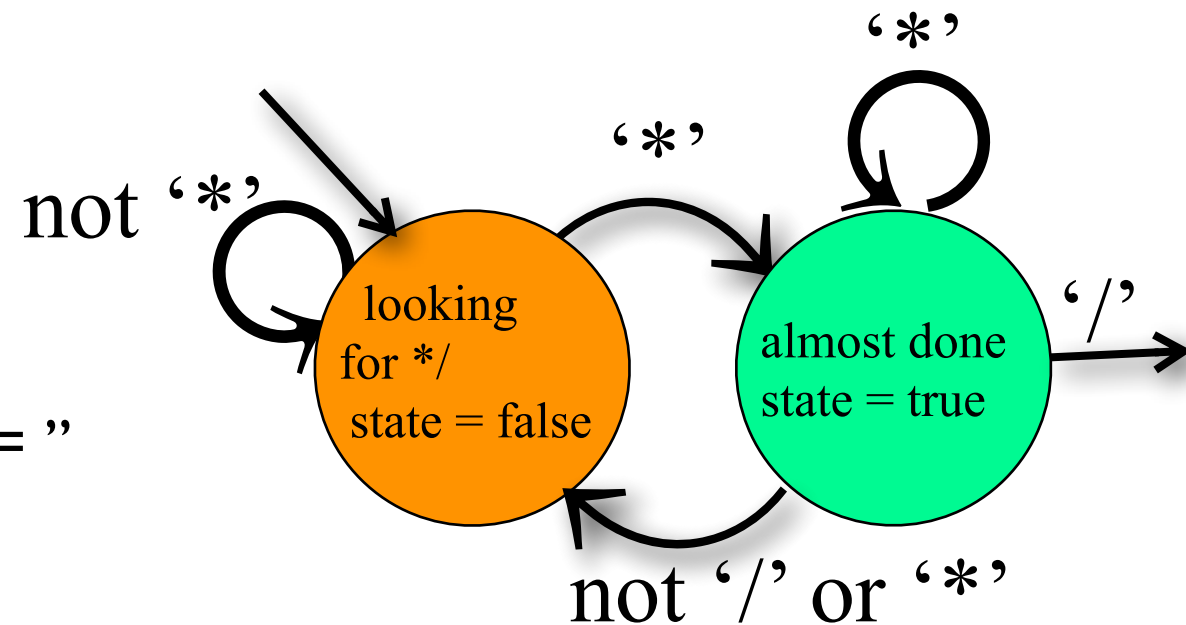 ‘*’
‘*’
not ‘*’
‘/’
looking
for */
state = false
almost done
state = true
= ”
not ‘/’ or ‘*’